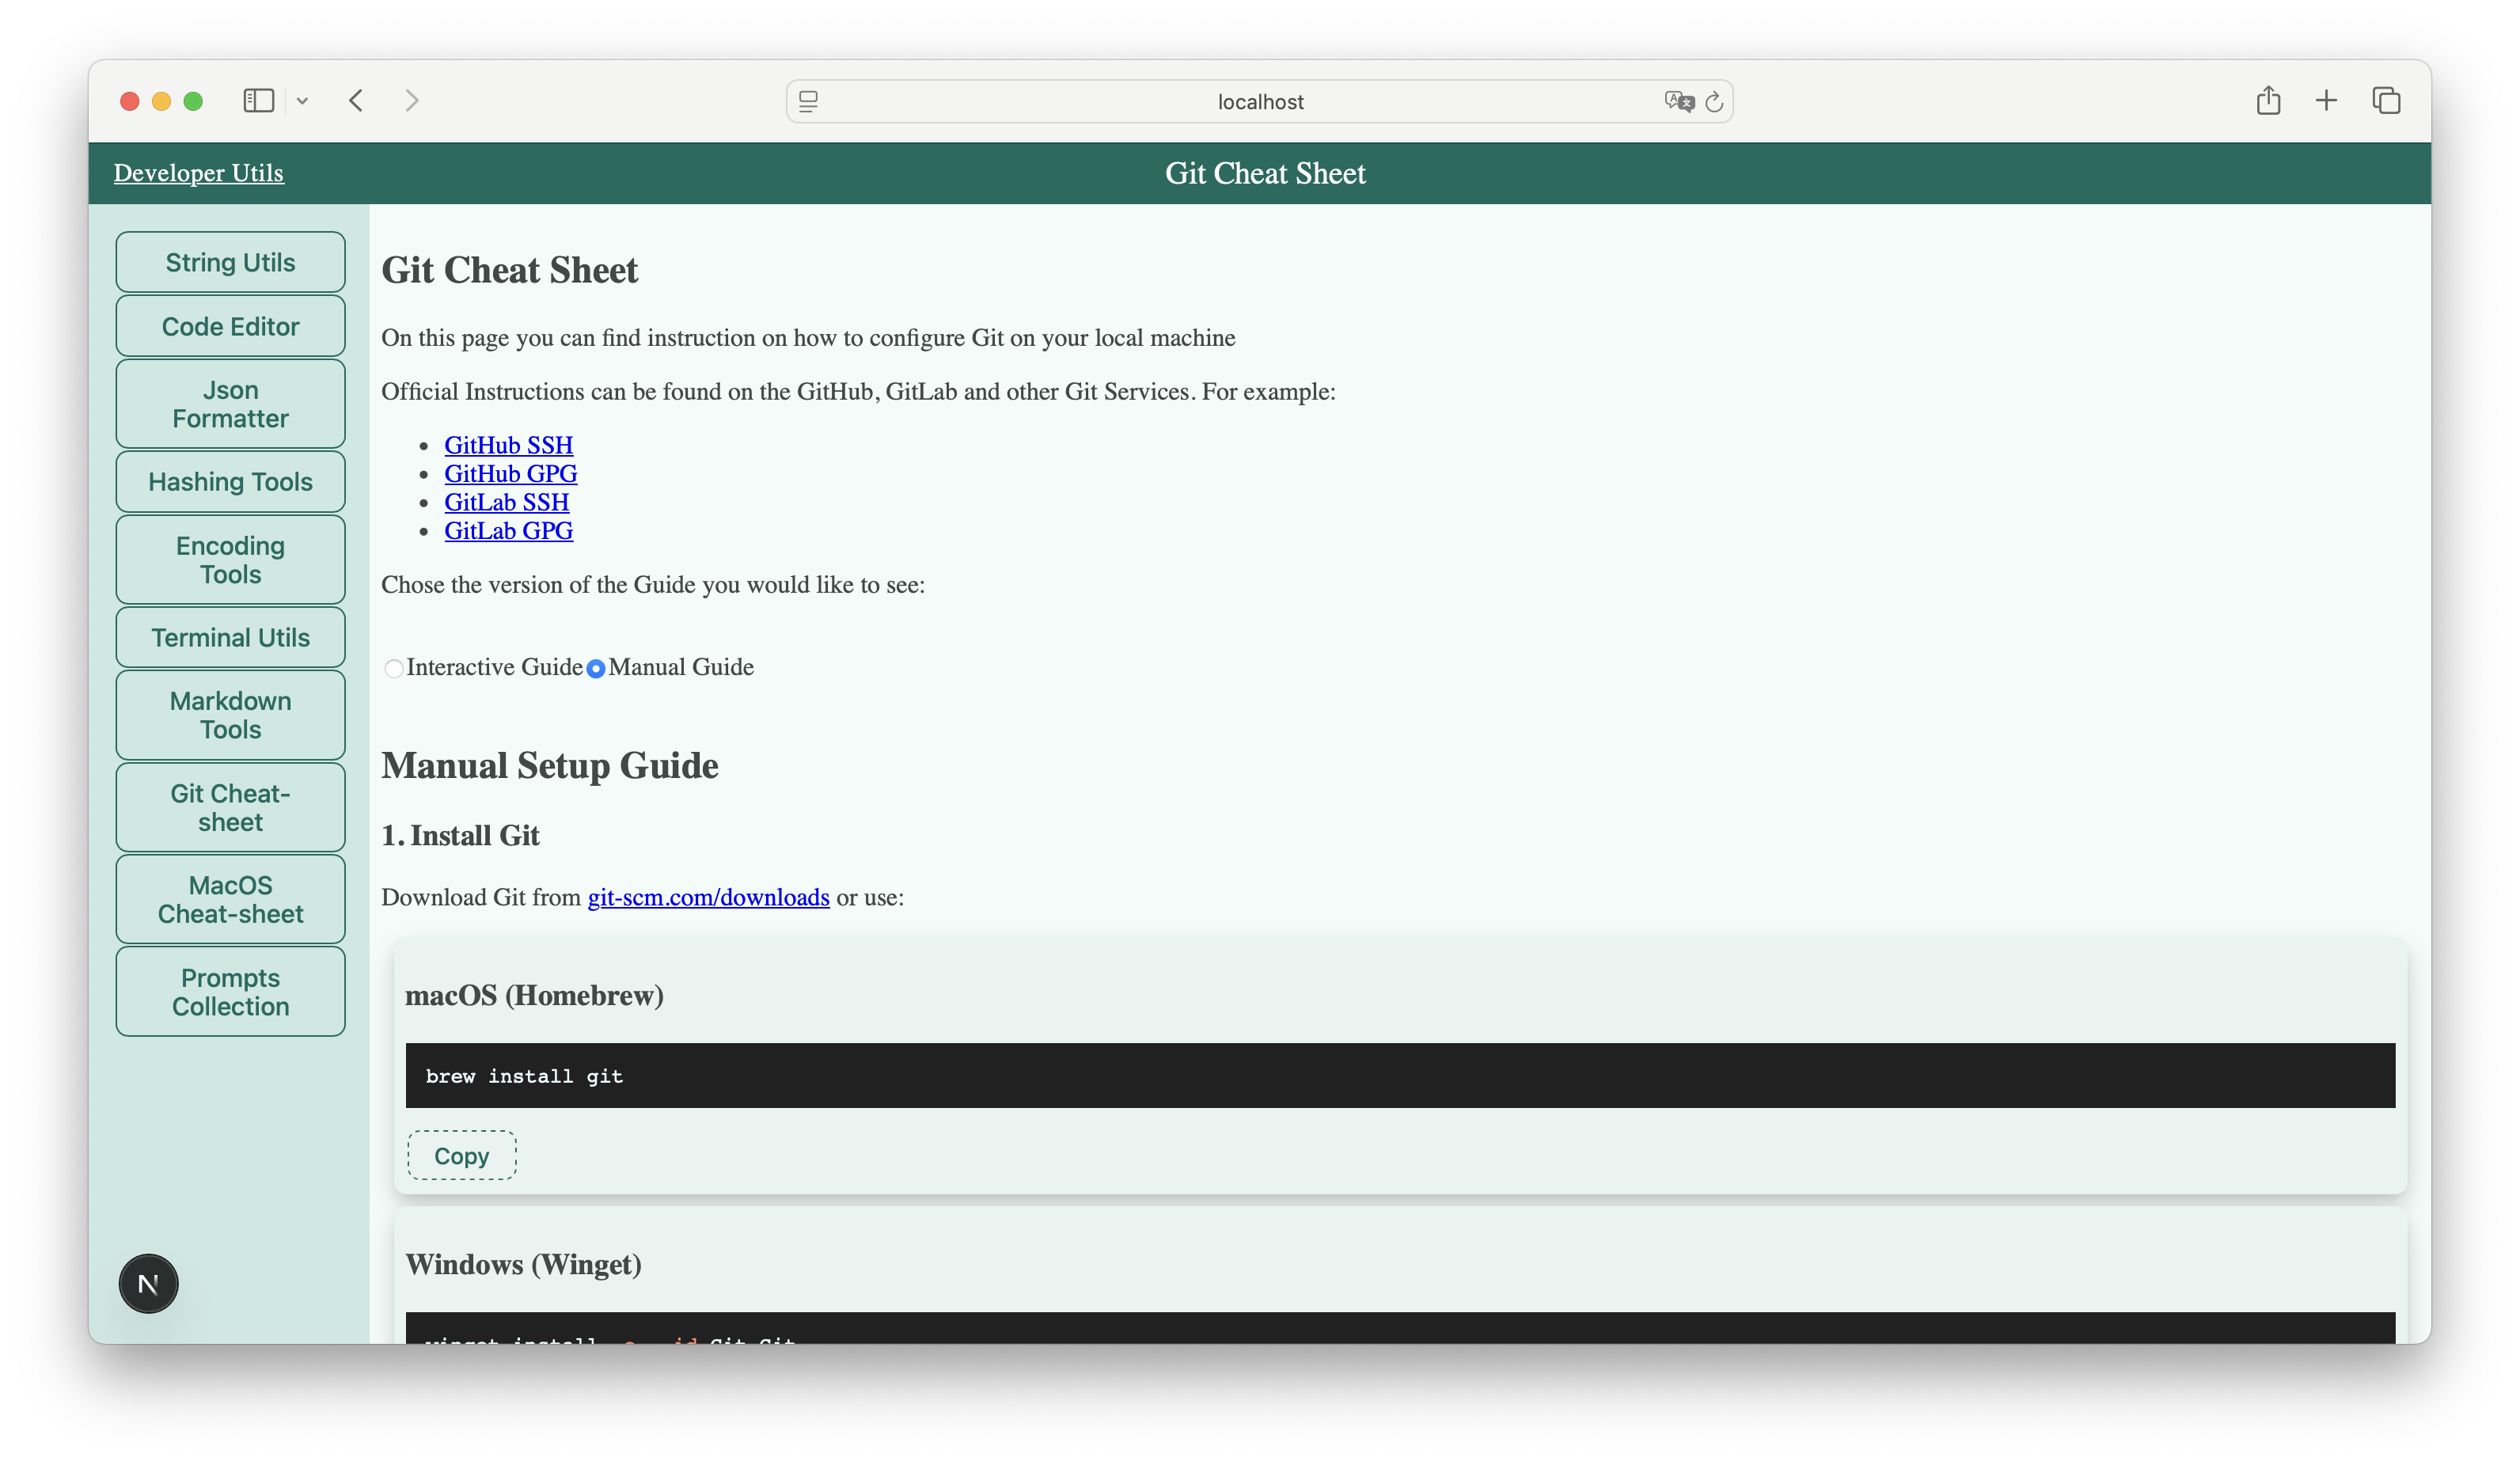 localhost
Developer Utils
Git Cheat Sheet
String Utils
Code Editor
Json
Formatter
Hashing Tools
Encoding
Tools
Terminal Utils
Markdown
Tools
Git Cheat-
sheet
MacOS
Cheat-sheet
Prompts
Collection
N
Git Cheat Sheet
On this page you can find instruction on how to configure Git on your local machine
Official Instructions can be found on the GitHub, GitLab and other Git Services. For example:
GitHub SSH
GitHub GPG
GitLab SSH
GitLab GPG
Chose the version of the Guide you would like to see:
Interactive Guide Manual Guide
Manual Setup Guide
1. Install Git
Download Git from git-scm.com/downloads or use:
macOS (Homebrew)
brew install git
Copy
Windows (Winget)
winget install